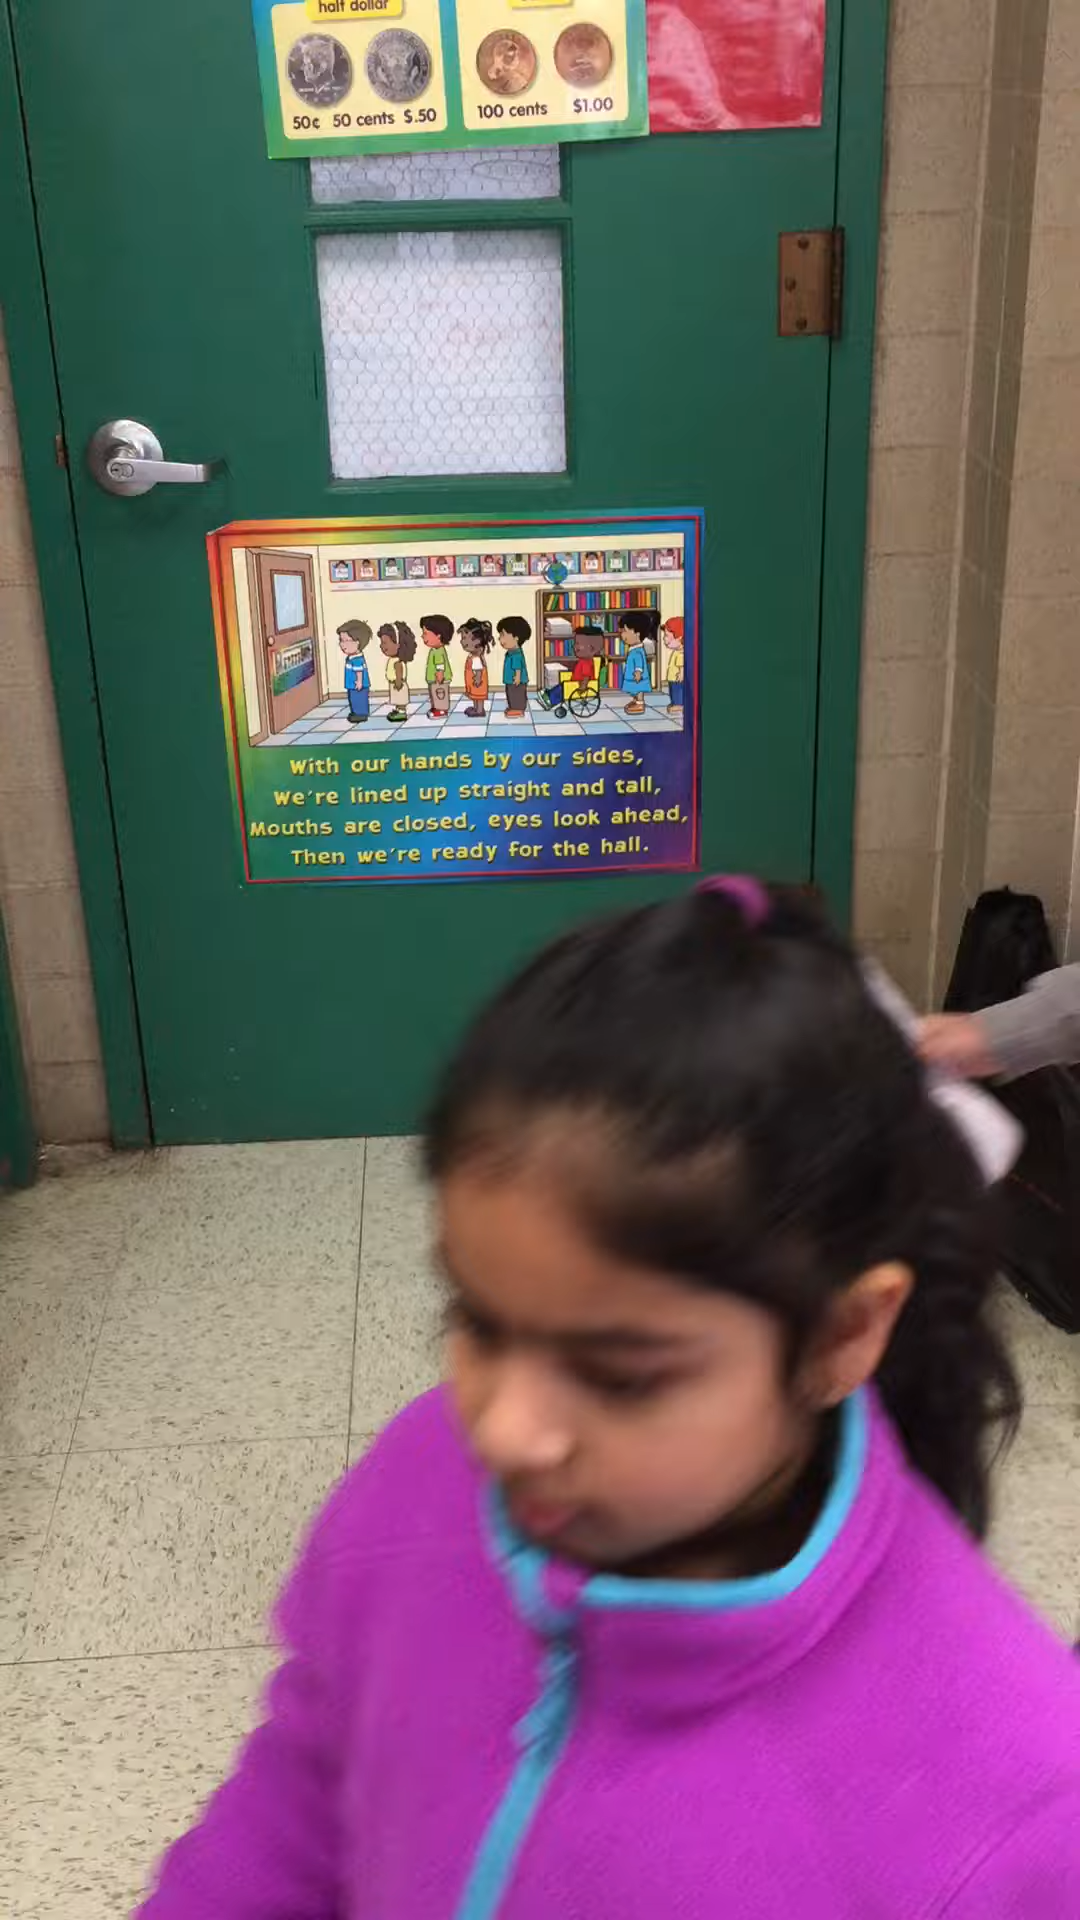 half dollar
50¢ 50 cents $.50
100 cents $1.00
With our hands by our sides,
We're lined up straight and tall,
Mouths are closed, eyes look ahead,
Then we're ready for the hall.